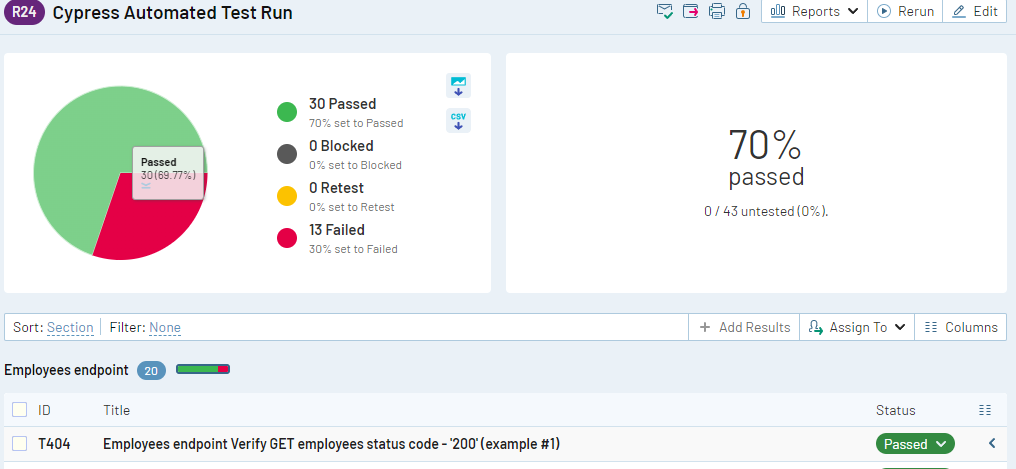 R24 Cypress Automated Test Run
Reports
Rerun
Edit
Passed
30 (69.77%)
30 Passed
70% set to Passed
0 Blocked
0% set to Blocked
0 Retest
0% set to Retest
13 Failed
30% set to Failed
CSV
70%
passed
0 / 43 untested (0%).
Sort: Section Filter: None
Add Results
Assign To
Columns
Employees endpoint 20
ID Title Status
T404 Employees endpoint Verify GET employees status code - '200' (example #1) Passed